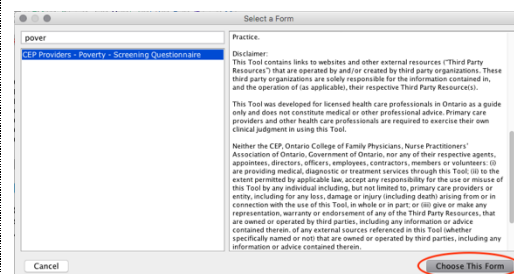 Select a Form
pover
CEP Providers - Poverty - Screening Questionnaire
Practice.
Disclaimer:
This Tool contains links to websites and other external resources ("Third Party
Resources") that are operated by and/or created by third party organizations. These
third party organizations are solely responsible for the information contained in,
and the operation of (as applicable), their respective Third Party Resource(s).
This Tool was developed for licensed health care professionals in Ontario as a guide
only and does not constitute medical or other professional advice. Primary care
providers and other health care professionals are required to exercise their own
clinical judgment in using this Tool.
Neither the CEP, Ontario College of Family Physicians, Nurse Practitioners'
Association of Ontario, Government of Ontario, nor any of their respective agents,
appointees, directors, officers, employees, contractors, members or volunteers: (i)
are providing medical, diagnostic or treatment services through this Tool; (ii) to the
extent permitted by applicable law, accept any responsibility for the use or misuse of
this Tool by any individual including, but not limited to, primary care providers or
entity, including for any loss, damage or injury (including death) arising from or in
connection with the use of this Tool, in whole or in part; or (iii) give or make any
representation, warranty or endorsement of any of the Third Party Resources, that
are owned or operated by third parties, including any information or advice
contained therein. of any external sources referenced in this Tool (whether
specifically named or not) that are owned or operated by third parties, including any
information or advice contained therein.
Cancel
Choose This Form